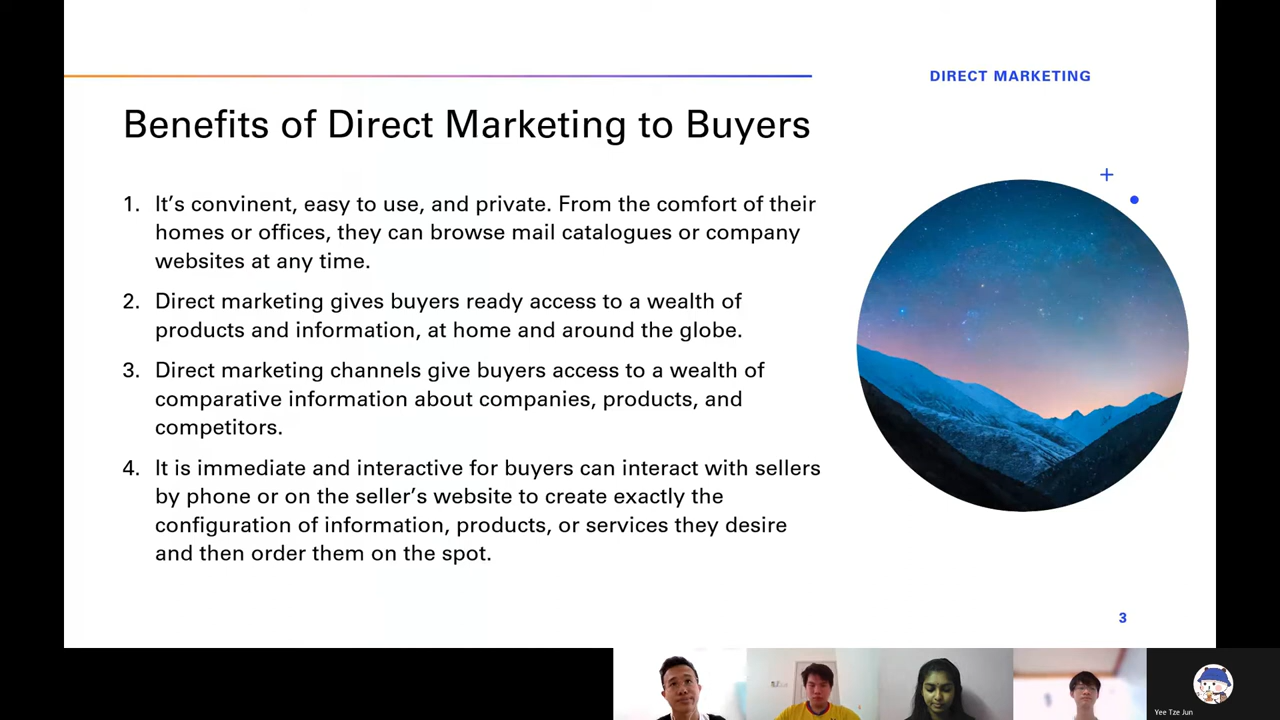 DIRECT MARKETING
Benefits of Direct Marketing to Buyers
1. It’s convinent, easy to use, and private. From the comfort of their
homes or offices, they can browse mail catalogues or company
websites at any time.
2. Direct marketing gives buyers ready access to a wealth of
products and information, at home and around the globe.
3. Direct marketing channels give buyers access to a wealth of
comparative information about companies, products, and
competitors.
4. It is immediate and interactive for buyers can interact with sellers
by phone or on the seller’s website to create exactly the
configuration of information, products, or services they desire
and then order them on the spot.
3
Yee Tze Jun